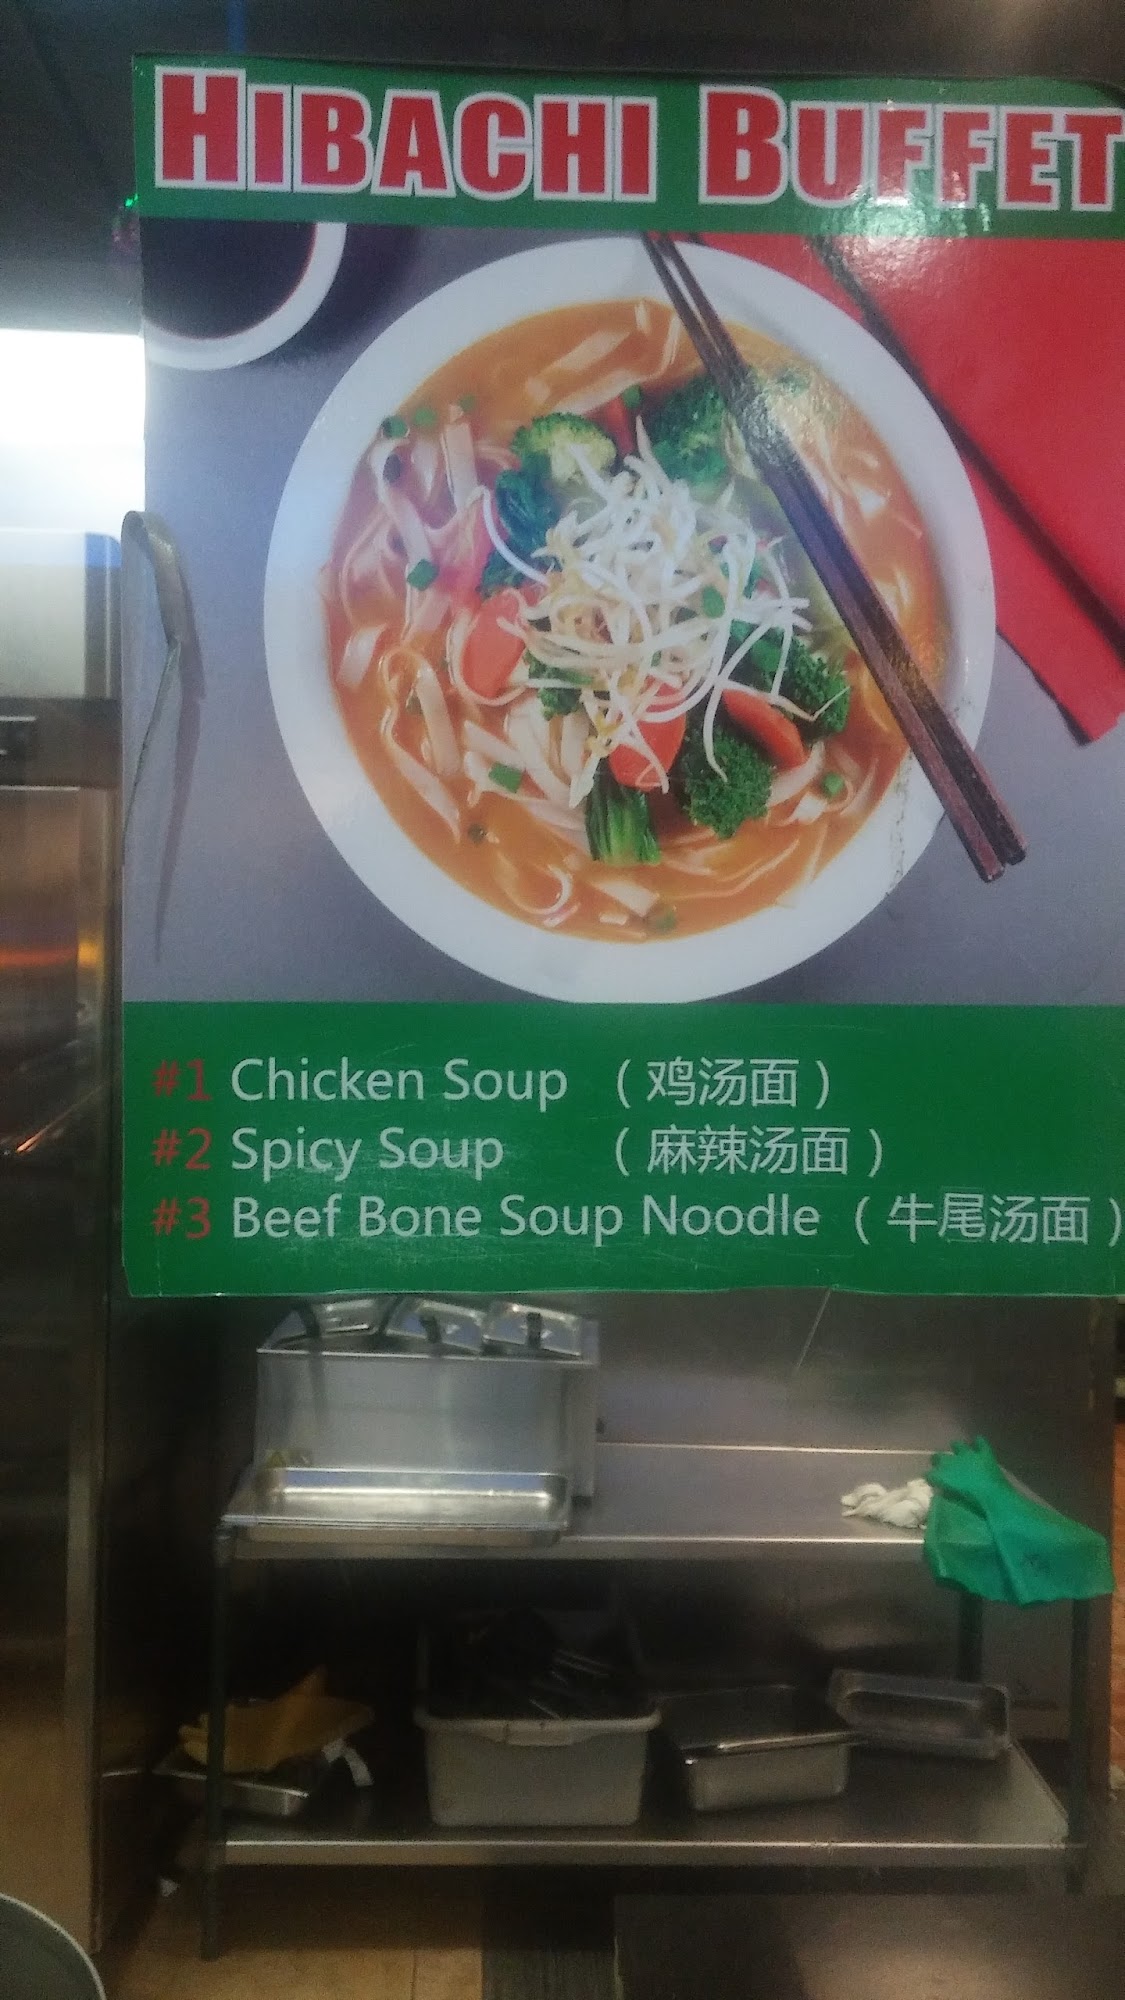 HIBACHI BUFFET
#1 Chicken Soup （鸡汤面）
#2 Spicy Soup （麻辣汤面）
#3 Beef Bone Soup Noodle （牛尾汤面）